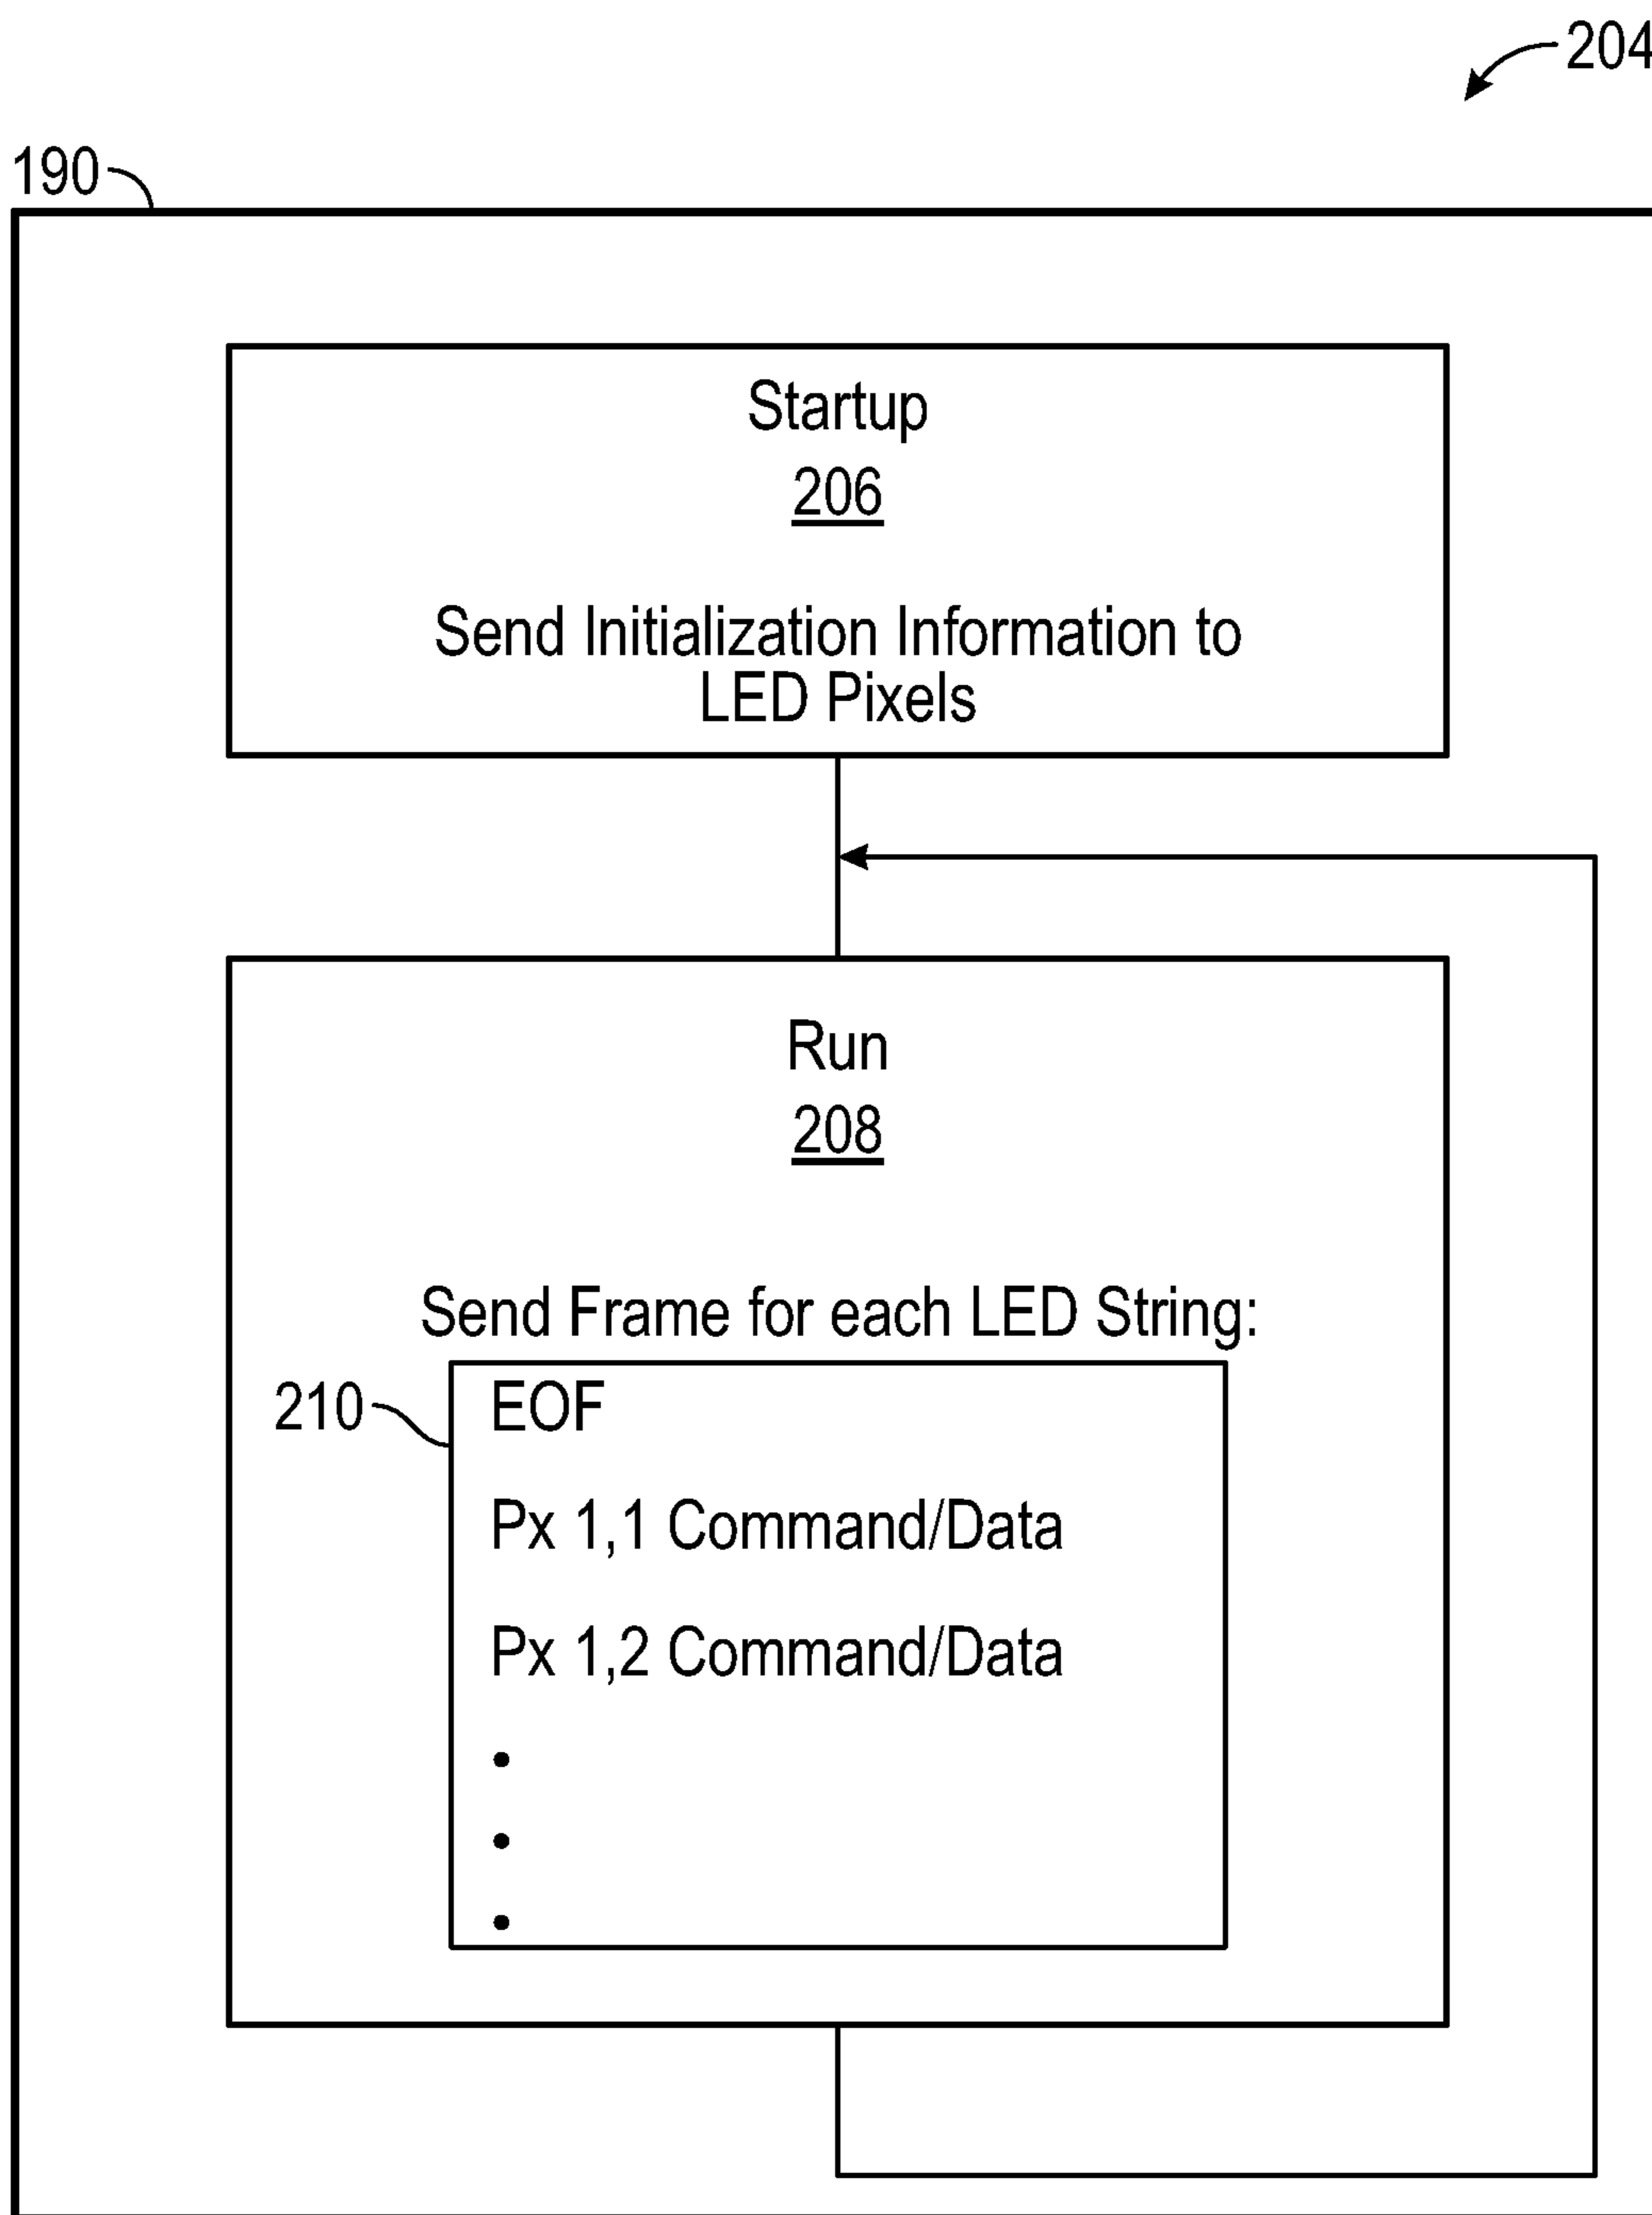 204
190
Startup
206
Send Initialization Information to
LED Pixels
Run
208
Send Frame for each LED String:
210
EOF
Px 1,1 Command/Data
Px 1,2 Command/Data